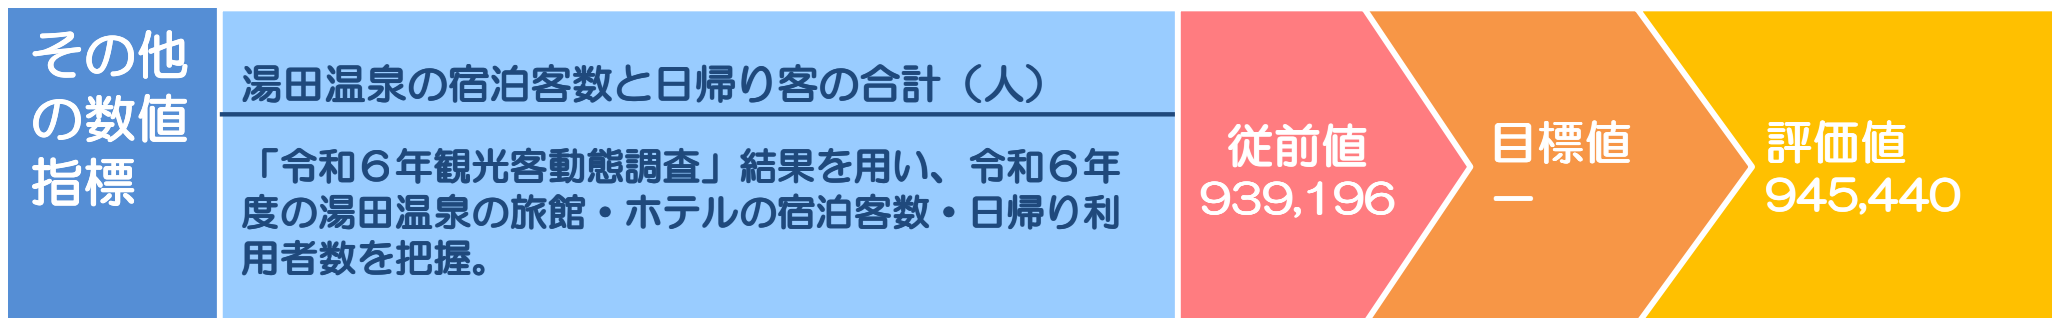 その他
の数値
指標
湯田温泉の宿泊客数と日帰り客の合計（人）
「令和６年観光客動態調査」結果を用い、令和６年
度の湯田温泉の旅館・ホテルの宿泊客数・日帰り利
用者数を把握。
従前値
939,196
目標値
―
評価値
945,440